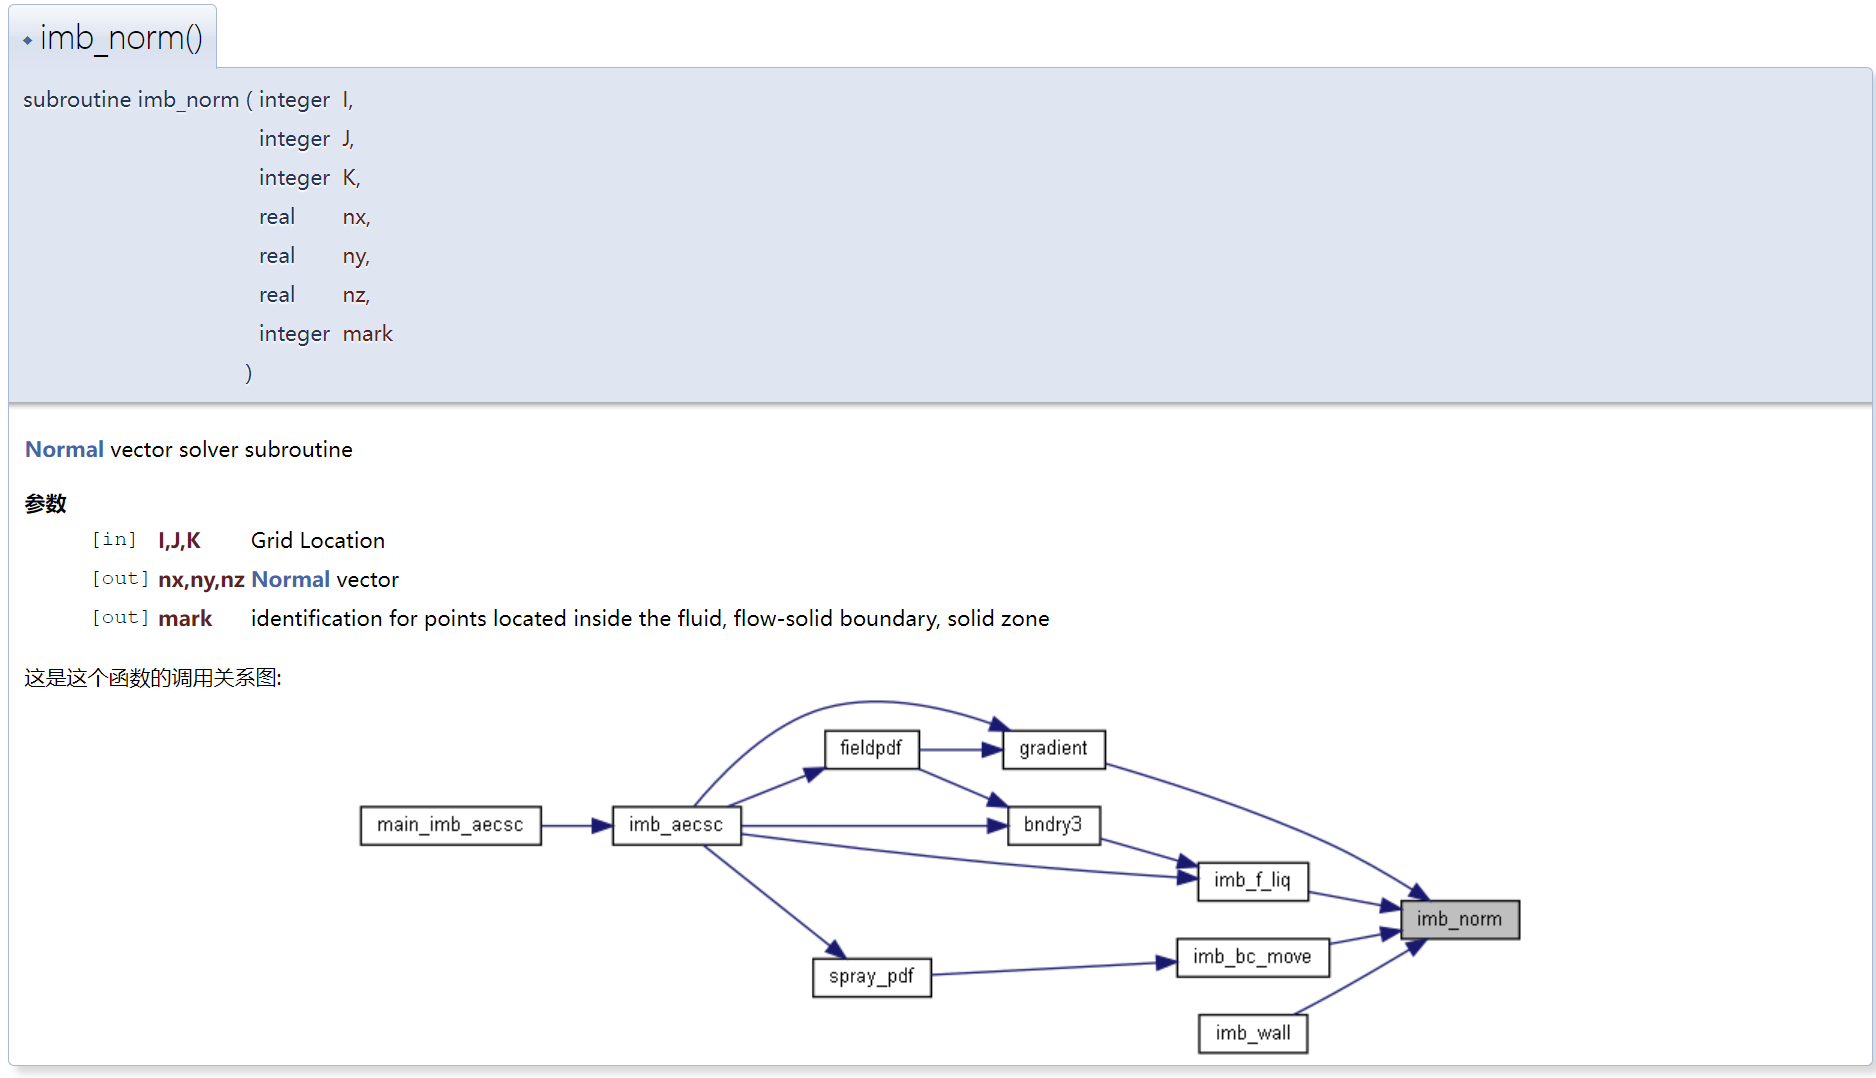 imb_norm()
subroutine imb_norm ( integer I,
integer J,
integer K,
real nx,
real ny,
real nz,
integer mark
)
Normal vector solver subroutine
参数
[in] I,J,K Grid Location
[out] nx,ny,nz Normal vector
[out] mark identification for points located inside the fluid, flow-solid boundary, solid zone
这是这个函数的调用关系图:
fieldpdf
gradient
main_imb_aecsc
imb_aecsc
bndry3
imb_f_liq
imb_norm
imb_bc_move
spray_pdf
imb_wall